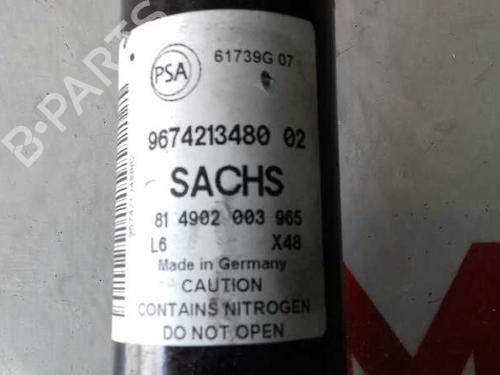 PSA
61739G 07
9674213480 02
SACHS
81 4902 003 965
L6 X48
Made in Germany
CAUTION
CONTAINS NITROGEN
DO NOT OPEN
967421348002
B-PARTS